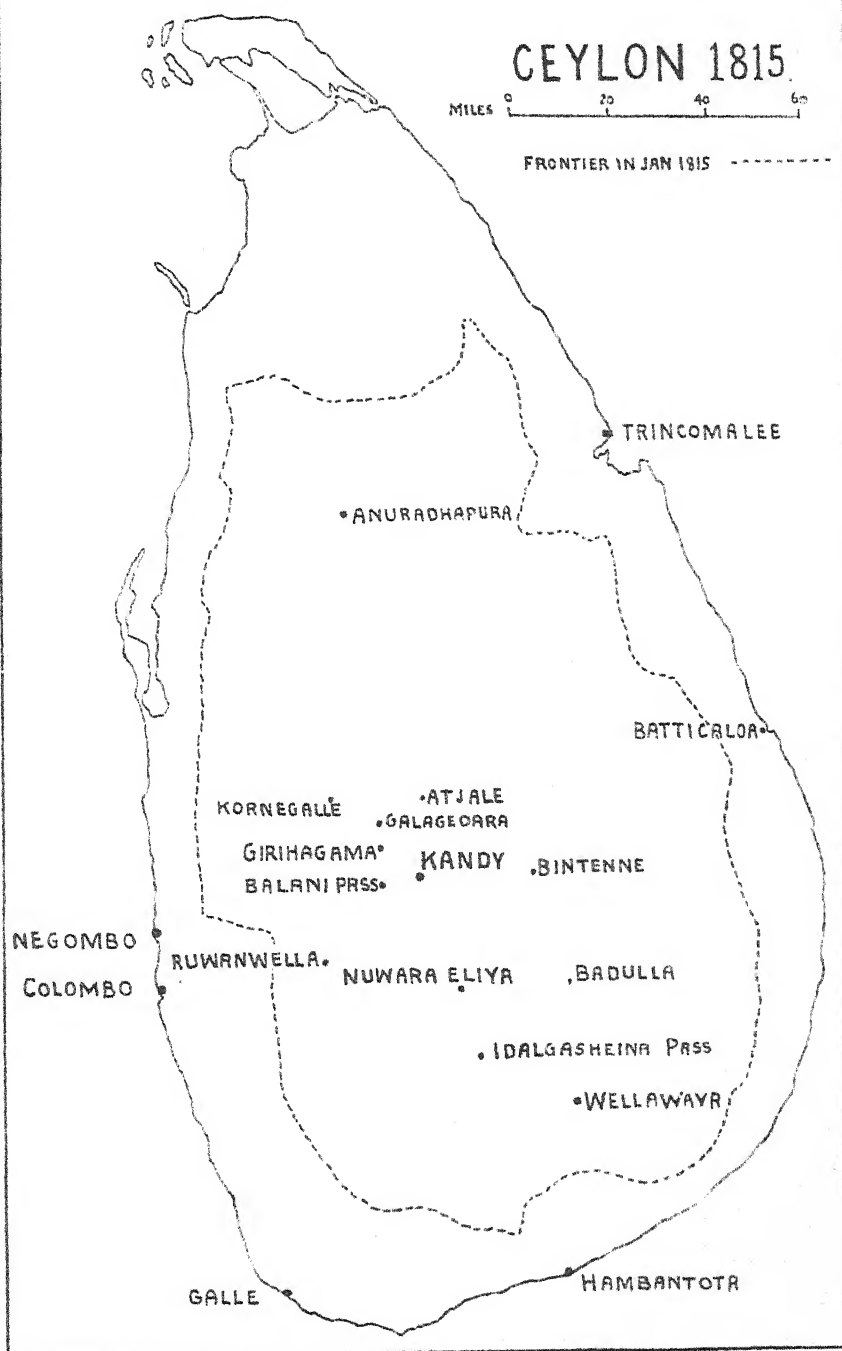 CEYLON 1815.
MILES 0 20 40 60
FRONTIER IN JAN 1815
TRINCOMALEE
ANURADHAPURA
BATTICALOA
ATJALE
KORNEGALLE
GALAGEDARA
GIRIHAGAMA
KANDY
BINTENNE
BALANI PASS
NEGOMBO
RUWANWELLA
NUWARA ELIYA
BADULLA
COLOMBO
IDALGASHEINA PASS
WELLAWAYA
HAMBANTOTA
GALLE